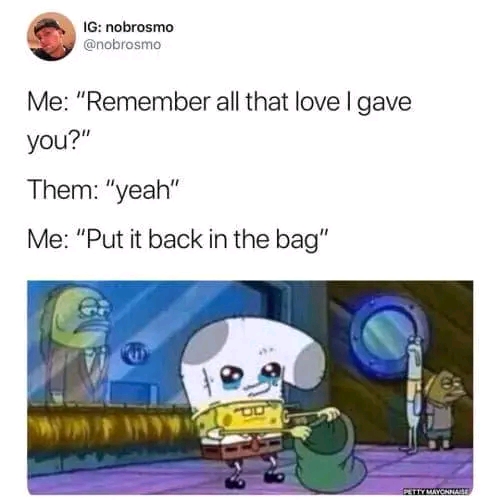 IG: nobrosmo
@nobrosmo
Me: “Remember all that love I gave
you?”
Them: “yeah”
Me: “Put it back in the bag”
PETTY MAYONNAISE